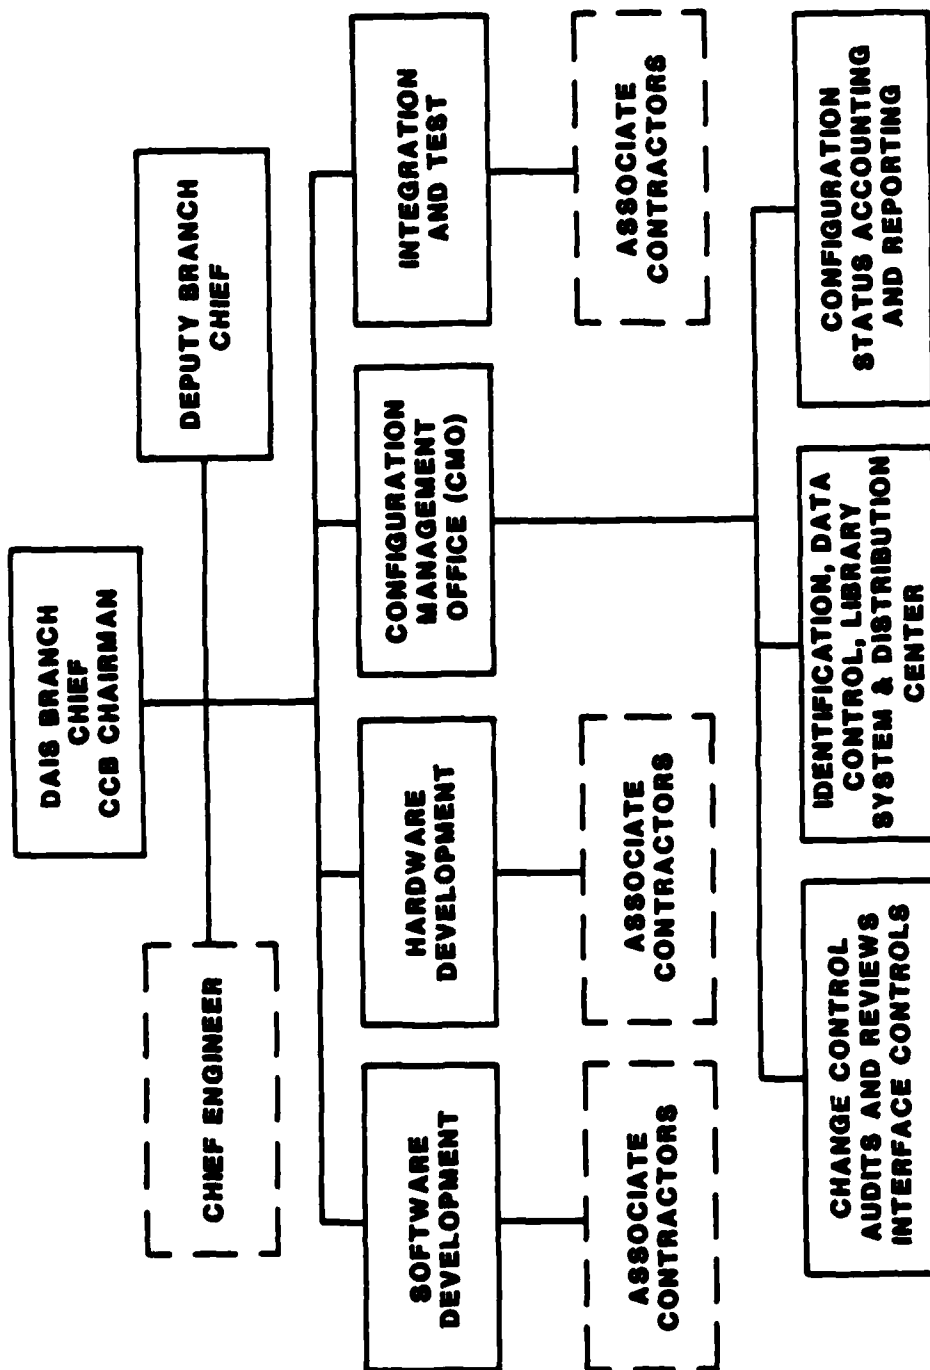 DAIS BRANCH
CHIEF
CCB CHAIRMAN
CHIEF ENGINEER
DEPUTY BRANCH
CHIEF
SOFTWARE
DEVELOPMENT
HARDWARE
DEVELOPMENT
CONFIGURATION
MANAGEMENT
OFFICE (CMO)
INTEGRATION
AND TEST
ASSOCIATE
CONTRACTORS
ASSOCIATE
CONTRACTORS
ASSOCIATE
CONTRACTORS
CHANGE CONTROL
AUDITS AND REVIEWS
INTERFACE CONTROLS
IDENTIFICATION, DATA
CONTROL, LIBRARY
SYSTEM & DISTRIBUTION
CENTER
CONFIGURATION
STATUS ACCOUNTING
AND REPORTING